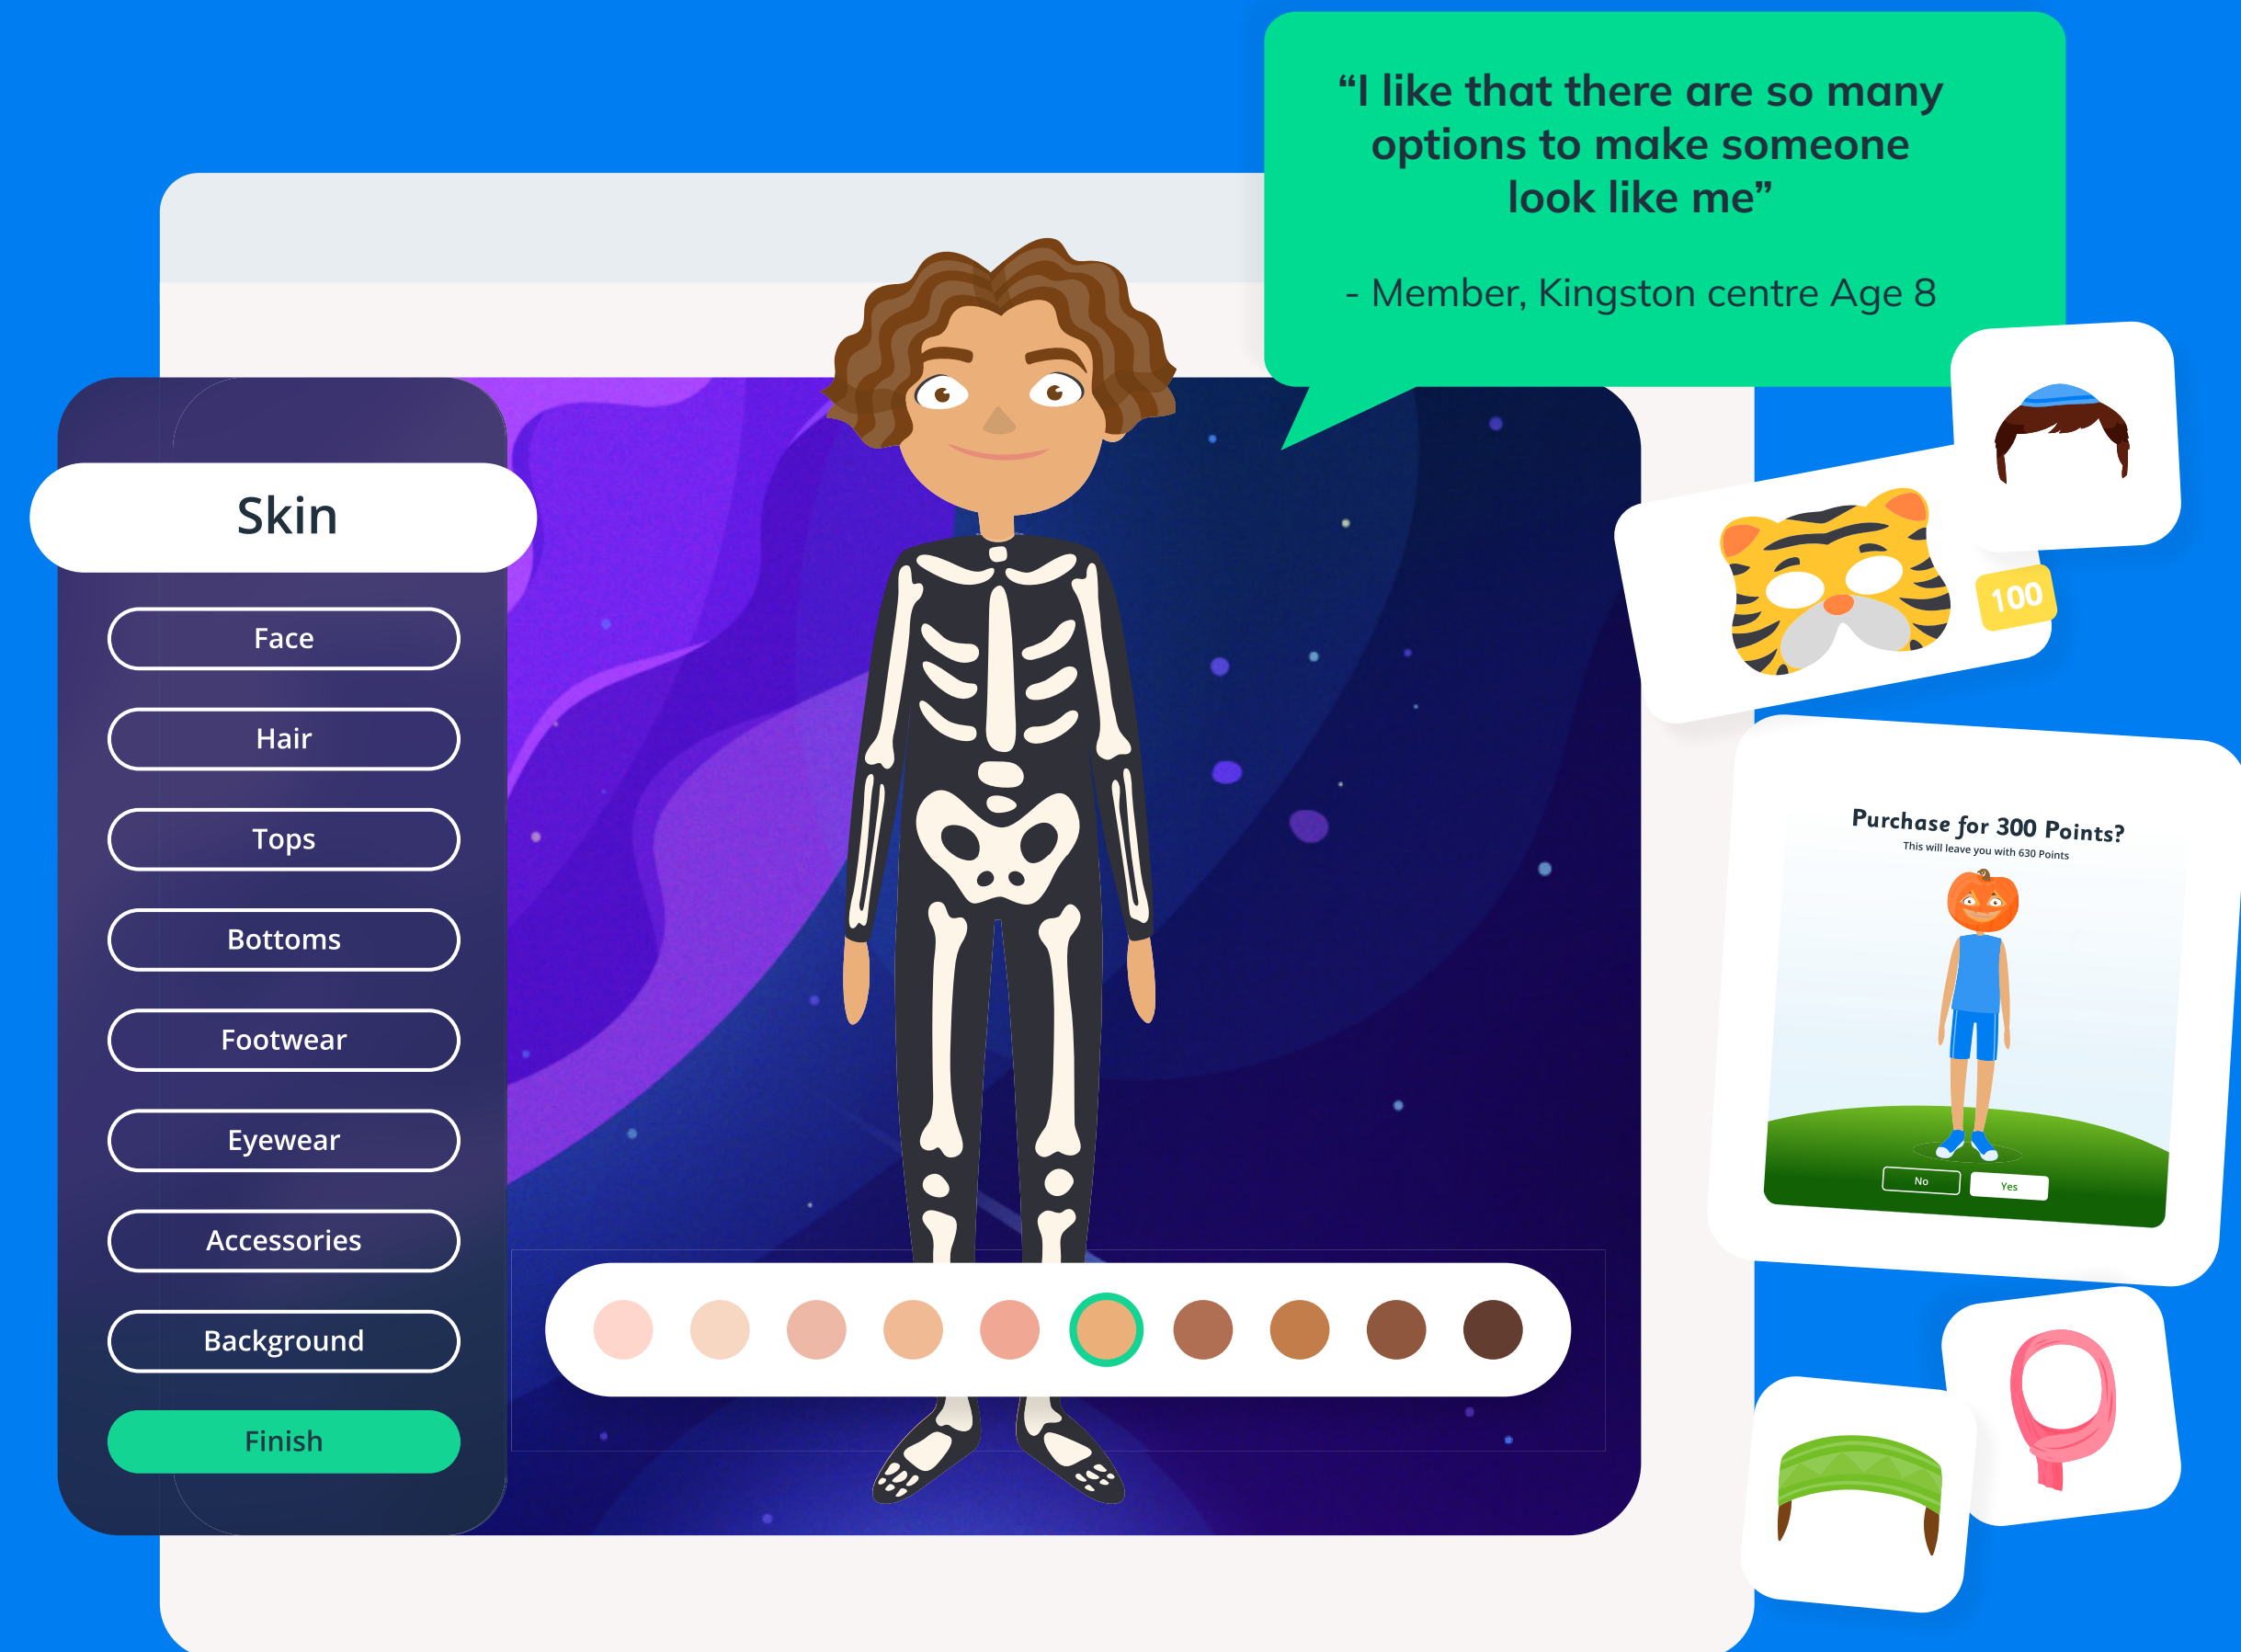 “I like that there are so many
options to make someone
look like me”
- Member, Kingston centre Age 8
Skin
Face
Hair
Tops
Bottoms
Footwear
Eyewear
Accessories
Background
Finish
100
Purchase for 300 Points?
This will leave you with 630 Points
No
Yes